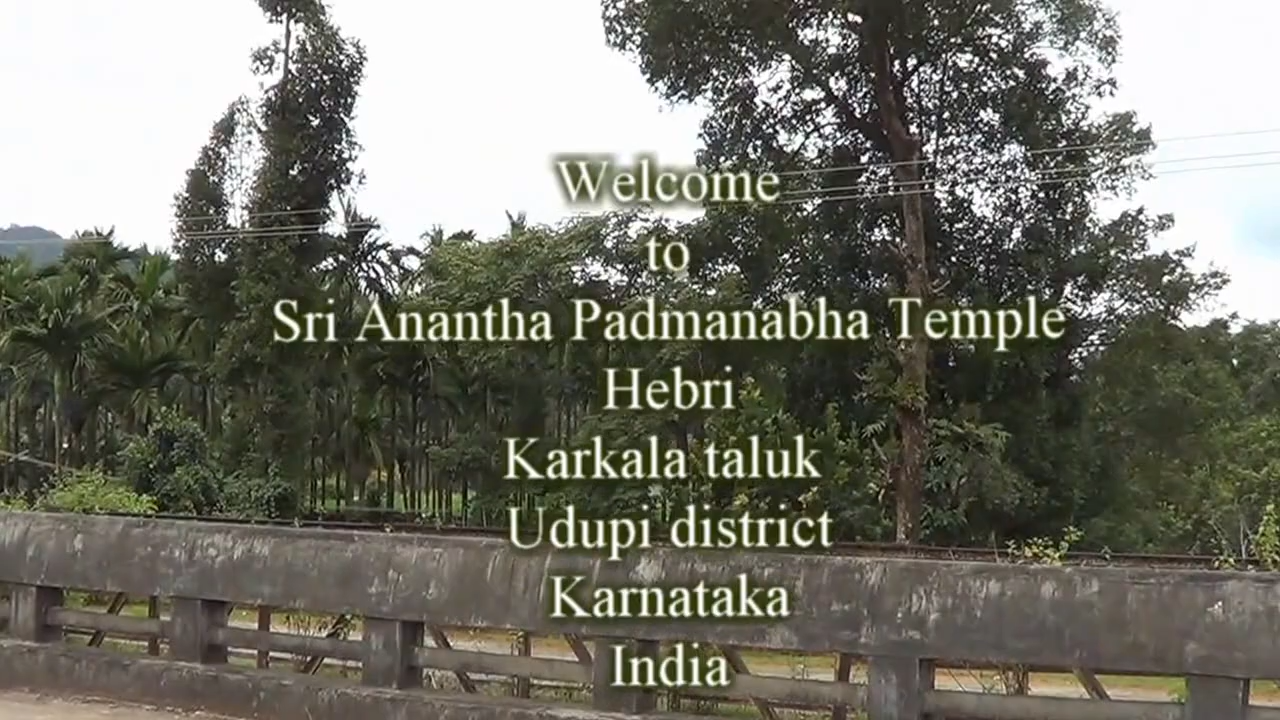 Welcome
to
Sri Anantha Padmanabha Temple
Hebri
Karkala taluk
Udupi district
Karnataka
India